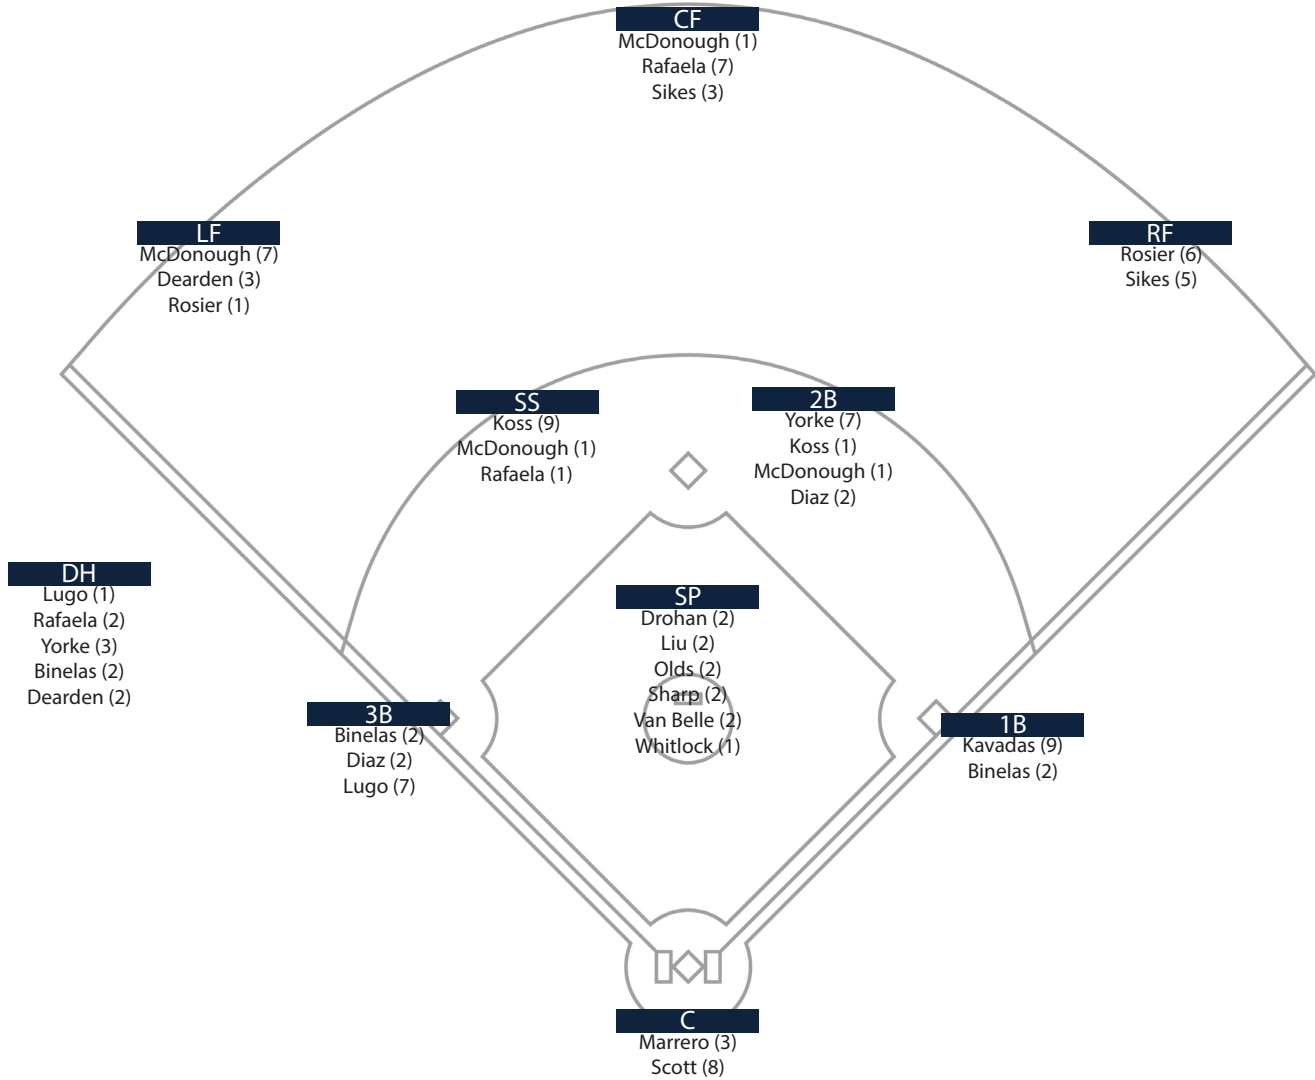 CF
McDonough (1)
Rafaela (7)
Sikes (3)
LF
McDonough (7)
Dearden (3)
Rosier (1)
RF
Rosier (6)
Sikes (5)
SS
Koss (9)
McDonough (1)
Rafaela (1)
2B
Yorke (7)
Koss (1)
McDonough (1)
Diaz (2)
DH
Lugo (1)
Rafaela (2)
Yorke (3)
Binelas (2)
Dearden (2)
SP
Drohan (2)
Liu (2)
Olds (2)
Sharp (2)
Van Belle (2)
Whitlock (1)
3B
Binelas (2)
Diaz (2)
Lugo (7)
1B
Kavadas (9)
Binelas (2)
C
Marrero (3)
Scott (8)